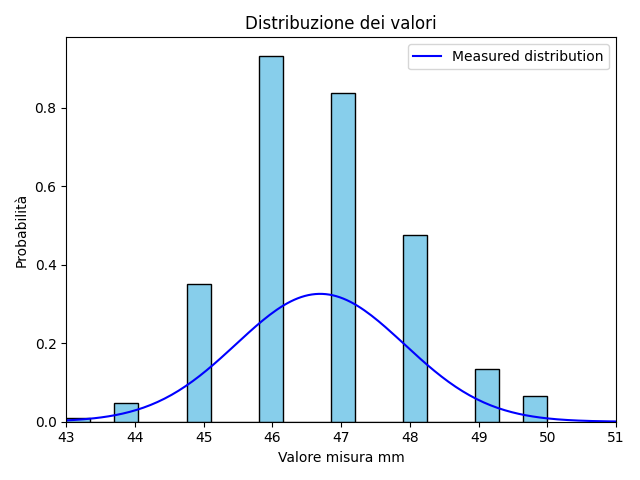 Distribuzione dei valori
Measured distribution
Probabilità
0.8
0.6
0.4
0.2
0.0
43 44 45 46 47 48 49 50 51
Valore misura mm